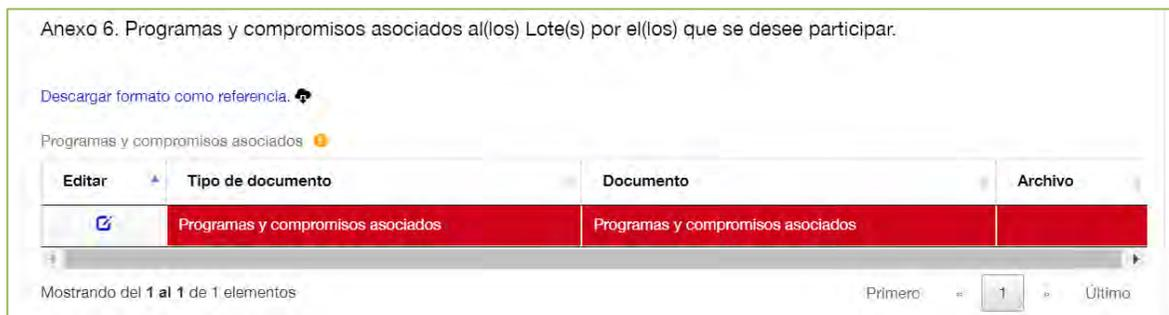 Anexo 6. Programas y compromisos asociados al(los) Lote(s) por el(los) que se desee participar.
Descargar formato como referencia.
Programas y compromisos asociados
Editar Tipo de documento Documento Archivo
Programas y compromisos asociados Programas y compromisos asociados
Mostrando del 1 al 1 de 1 elementos Primero « 1 » Último